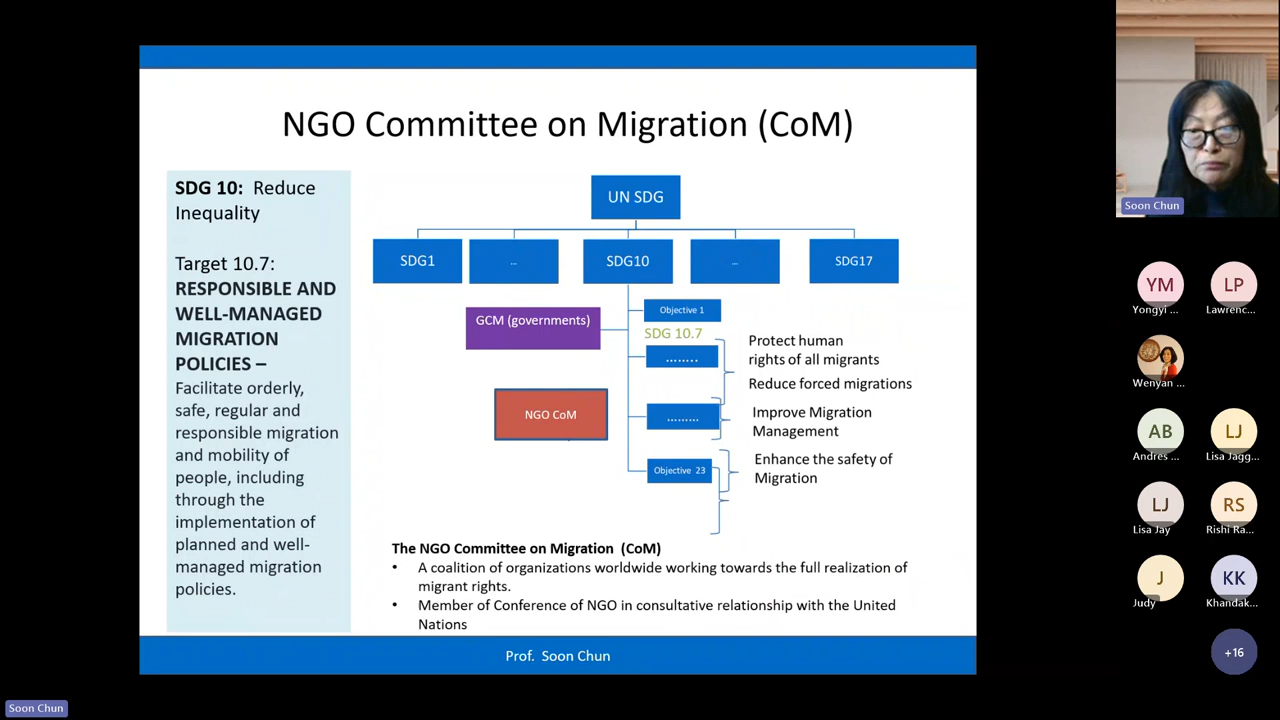 NGO Committee on Migration (CoM)
SDG 10: Reduce
Inequality
Target 10.7:
RESPONSIBLE AND
WELL-MANAGED
MIGRATION
POLICIES –
Facilitate orderly,
safe, regular and
responsible migration
and mobility of
people, including
through the
implementation of
planned and well-
managed migration
policies.
UN SDG
SDG1
...
SDG10
...
SDG17
GCM (governments)
Objective 1
SDG 10.7
........
Protect human
rights of all migrants
Reduce forced migrations
NGO CoM
.........
Improve Migration
Management
Objective 23
Enhance the safety of
Migration
The NGO Committee on Migration (CoM)
• A coalition of organizations worldwide working towards the full realization of
migrant rights.
• Member of Conference of NGO in consultative relationship with the United
Nations
Prof. Soon Chun
Soon Chun
YM
Yongyi ...
LP
Lawrenc...
Wenyan ...
AB
Andres ...
LJ
Lisa Jagg...
LJ
Lisa Jay
RS
Rishi Ra...
J
Judy
KK
Khandak...
+16
Soon Chun